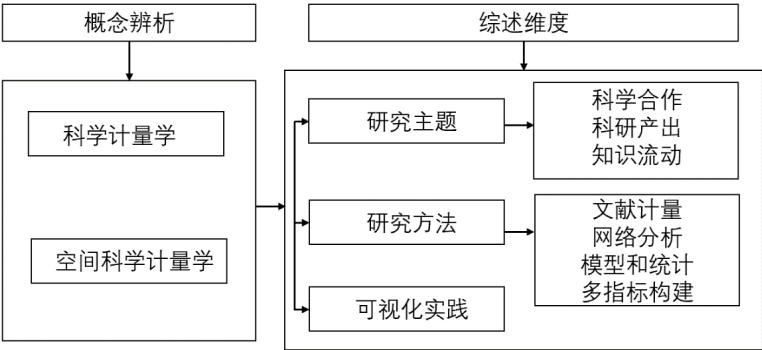 概念辨析
综述维度
科学计量学
空间科学计量学
研究主题
科学合作
科研产出
知识流动
研究方法
文献计量
网络分析
模型和统计
多指标构建
可视化实践